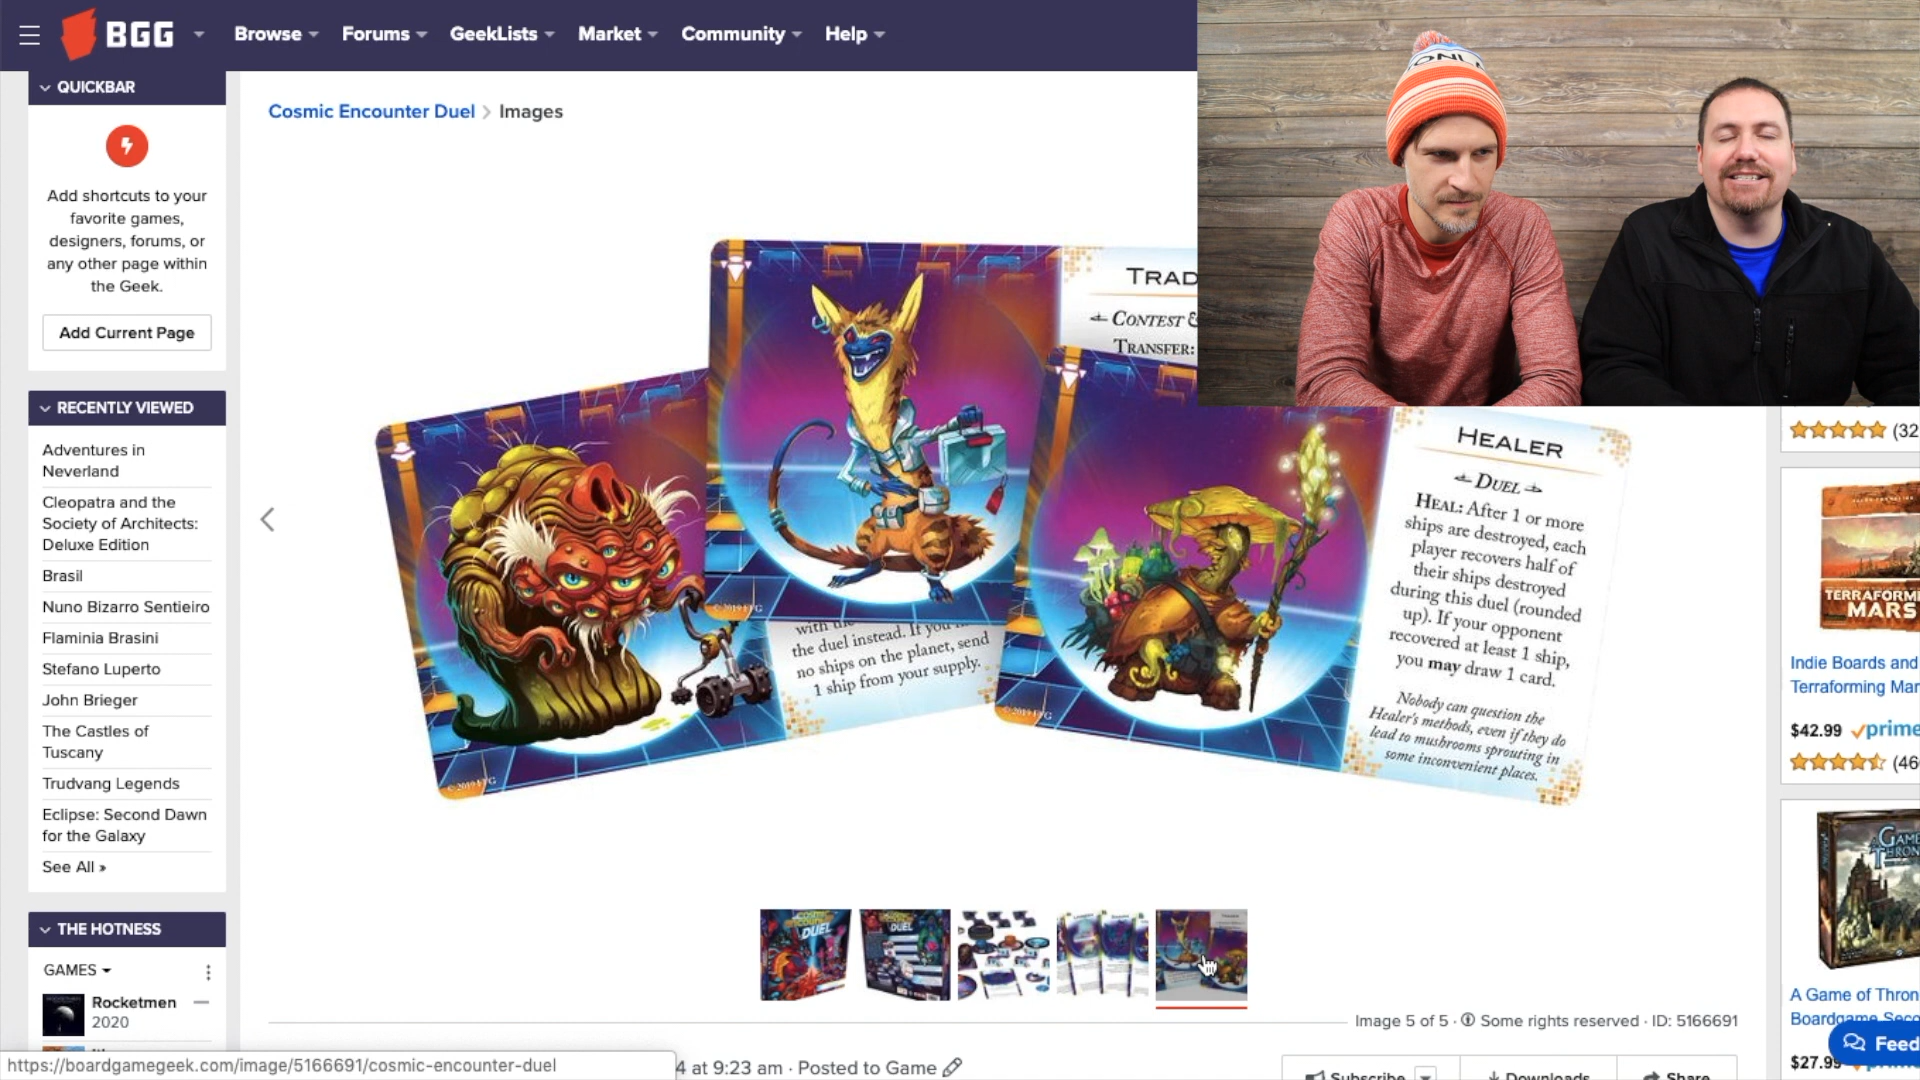 BGG
Browse
Forums
GeekLists
Market
Community
Help
QUICKBAR
Add shortcuts to your
favorite games,
designers, forums, or
any other page within
the Geek.
Add Current Page
RECENTLY VIEWED
Adventures in
Neverland
Cleopatra and the
Society of Architects:
Deluxe Edition
Brasil
Nuno Bizarro Sentieiro
Flaminia Brasini
Stefano Luperto
John Brieger
The Castles of
Tuscany
Trudvang Legends
Eclipse: Second Dawn
for the Galaxy
See All »
THE HOTNESS
GAMES
Rocketmen
2020
https://boardgamegeek.com/image/5166691/cosmic-encounter-duel
Cosmic Encounter Duel > Images
TRAD
CONTEST &
TRANSFER:
the duel instead. If you
no ships on the planet, send
1 ship from your supply.
HEALER
DUEL
HEAL: After 1 or more
ships are destroyed, each
player recovers half of
their ships destroyed
during this duel (rounded
up). If your opponent
recovered at least 1 ship,
you may draw 1 card.
Nobody can question the
Healer's methods, even if they do
lead to mushrooms sprouting in
some inconvenient places.
COSMIC
ENCOUNTER
DUEL
DUEL
Image 5 of 5 · Some rights reserved · ID: 5166691
4 at 9:23 am · Posted to Game
Subscribe
Downloads
Share
(32
TERRAFORMI
MARS
Indie Boards and
Terraforming Mar
$42.99 prime
(46
GAME
THRON
A Game of Thron
Boardgame Seco
$27.99
Feed